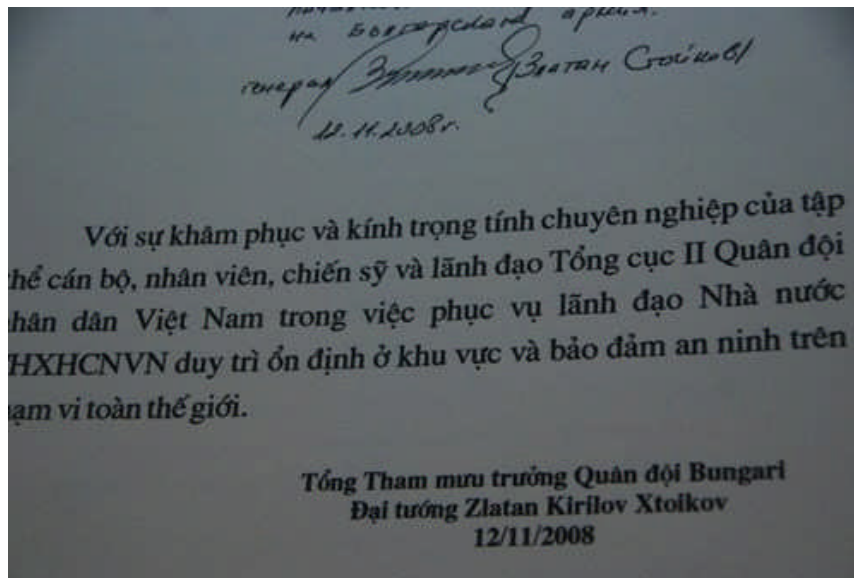 на Българската армия.
генерал Златан Стойков
12.11.2008г.
Với sự khâm phục và kính trọng tính chuyên nghiệp của tập
hể cán bộ, nhân viên, chiến sỹ và lãnh đạo Tổng cục II Quân đội
hân dân Việt Nam trong việc phục vụ lãnh đạo Nhà nước
HXHCNVN duy trì ổn định ở khu vực và bảo đảm an ninh trên
ạm vi toàn thế giới.
Tổng Tham mưu trưởng Quân đội Bungari
Đại tướng Zlatan Kirilov Xtoikov
12/11/2008